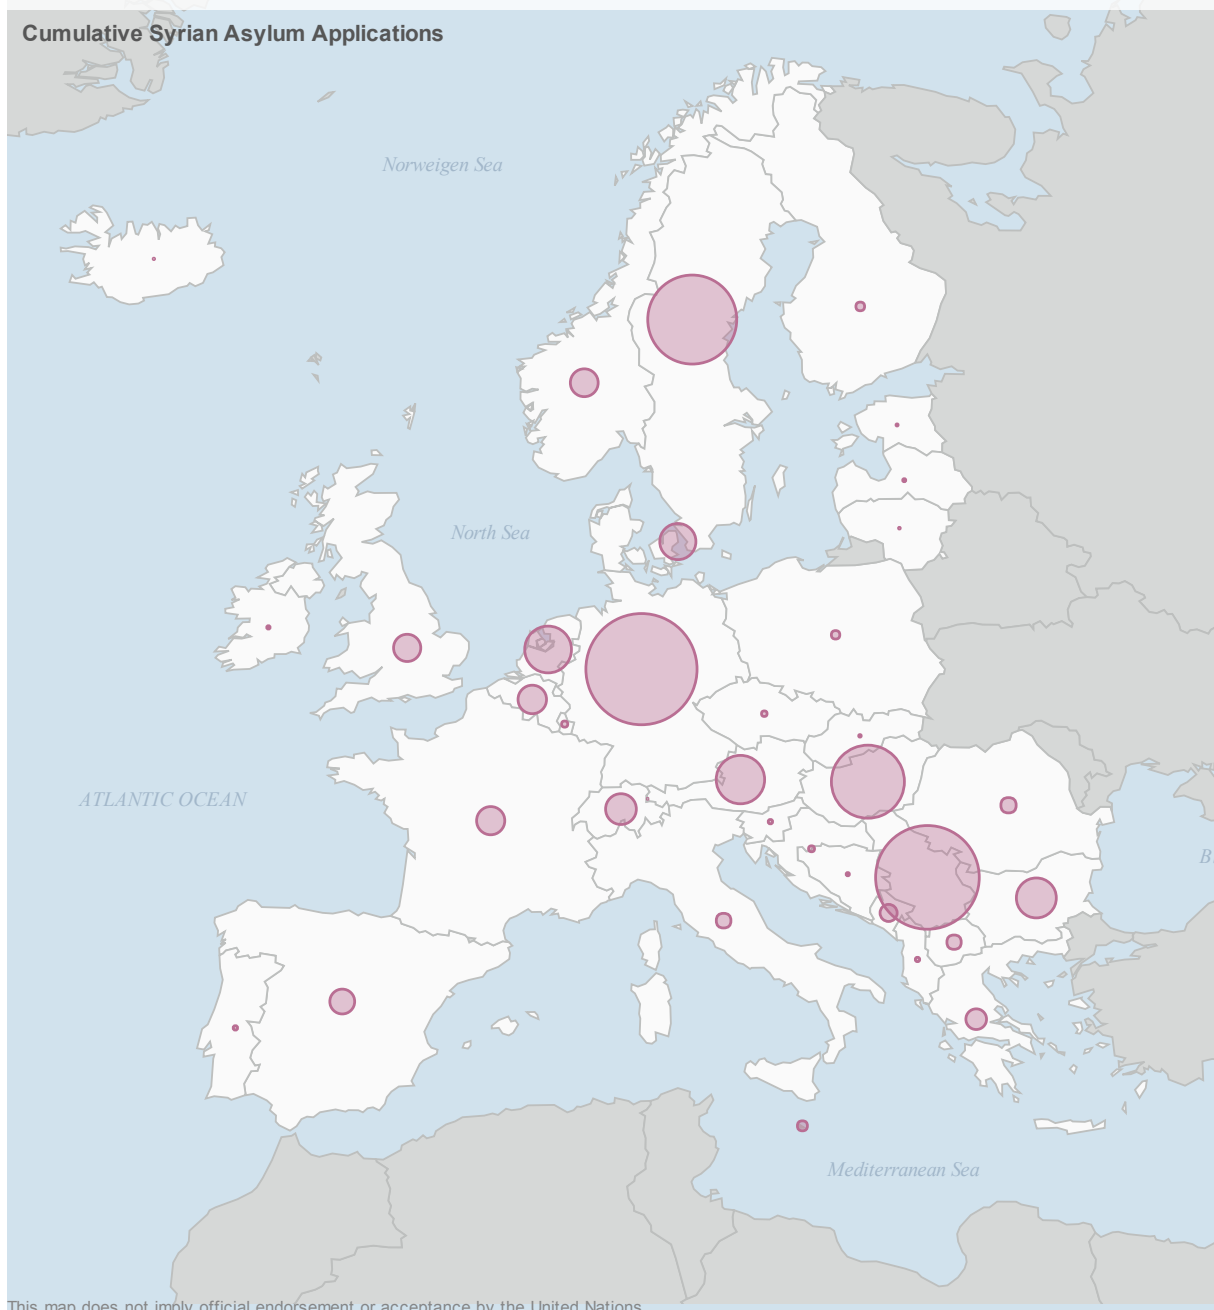 Cumulative Syrian Asylum Applications
Norweigen Sea
North Sea
ATLANTIC OCEAN
B
Mediterranean Sea
This map does not imply official endorsement or acceptance by the United Nations